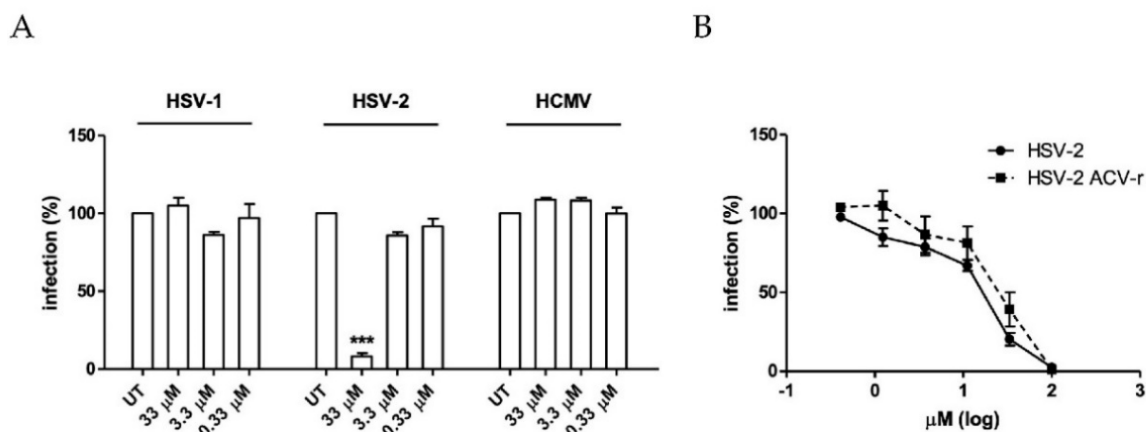 A
HSV-1 HSV-2 HCMV
150
100
50
0
infection (%)
UT 33 μM 3.3 μM 0.33 μM UT 33 μM 3.3 μM 0.33 μM UT 33 μM 3.3 μM 0.33 μM
***
B
150
100
50
0
infection (%)
HSV-2
HSV-2 ACV-r
-1 0 1 2 3
μM (log)